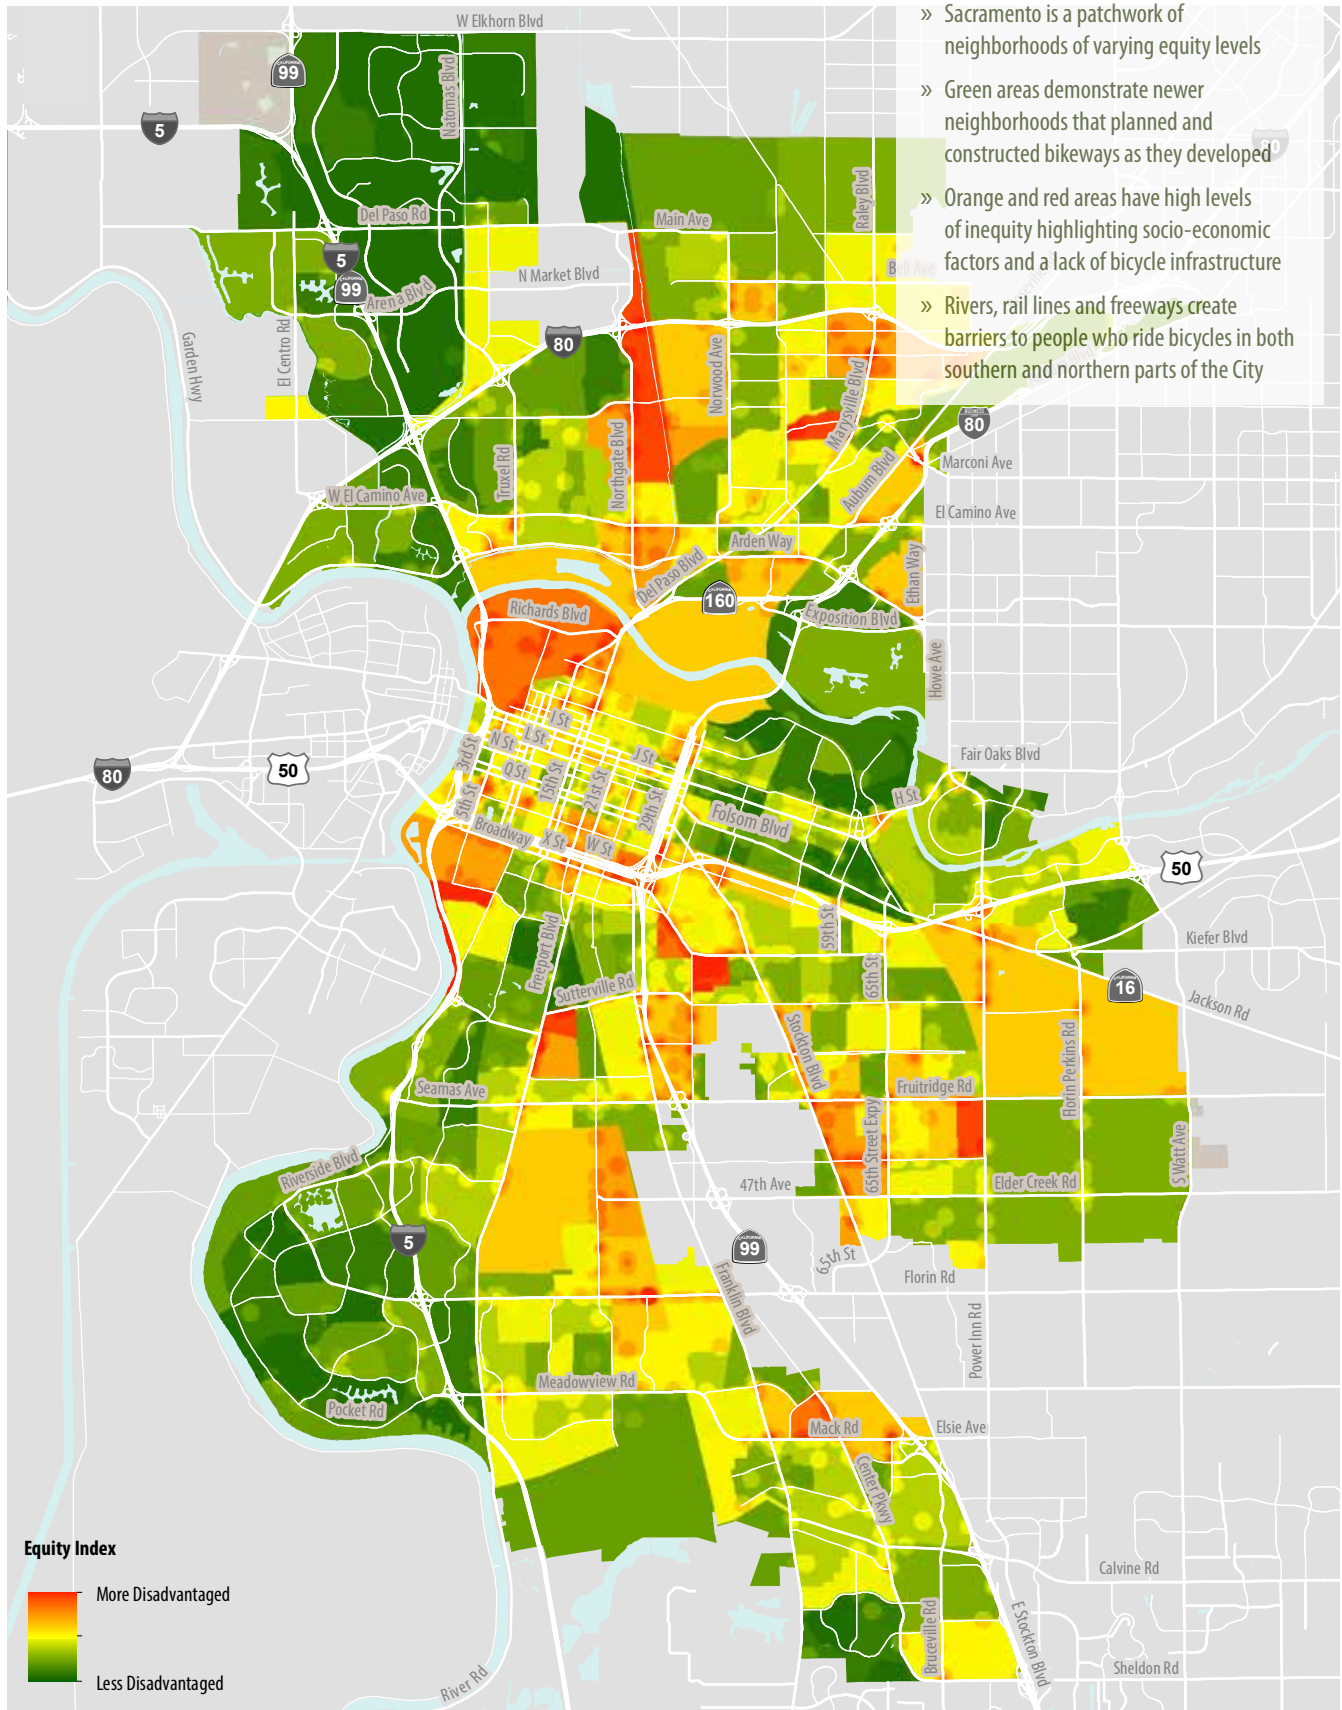 W Elkhorn Blvd
» Sacramento is a patchwork of
neighborhoods of varying equity levels
» Green areas demonstrate newer
neighborhoods that planned and
constructed bikeways as they developed
» Orange and red areas have high levels
of inequity highlighting socio-economic
factors and a lack of bicycle infrastructure
» Rivers, rail lines and freeways create
barriers to people who ride bicycles in both
southern and northern parts of the City
CALIFORNIA
99
Natomas Blvd
5
80
Raley Blvd
Del Paso Rd
Main Ave
5
CALIFORNIA
99
Arena Blvd
N Market Blvd
Bell Ave
Garden Hwy
El Centro Rd
80
Norwood Ave
Marysville Blvd
BUSINESS
80
Truxel Rd
Northgate Blvd
Auburn Blvd
Marconi Ave
W El Camino Ave
El Camino Ave
Arden Way
Ethan Way
Del Paso Blvd
CALIFORNIA
160
Richards Blvd
Exposition Blvd
Howe Ave
I St
L St
N St
3rd St
J St
Q St
15th St
21st St
29th St
5th St
Fair Oaks Blvd
80
50
H St
Folsom Blvd
Broadway
X St
W St
50
Freeport Blvd
59th St
Kiefer Blvd
Sutterville Rd
65th St
CALIFORNIA
16
Jackson Rd
Stockton Blvd
Florin Perkins Rd
Seamas Ave
Fruitridge Rd
65th Street Expy
S Watt Ave
Riverside Blvd
47th Ave
Elder Creek Rd
5
CALIFORNIA
99
65th St
Florin Rd
Franklin Blvd
Power Inn Rd
Meadowview Rd
Pocket Rd
Mack Rd
Elsie Ave
Center Pkwy
Equity Index
More Disadvantaged
Less Disadvantaged
Calvine Rd
Bruceville Rd
E Stockton Blvd
Sheldon Rd
River Rd